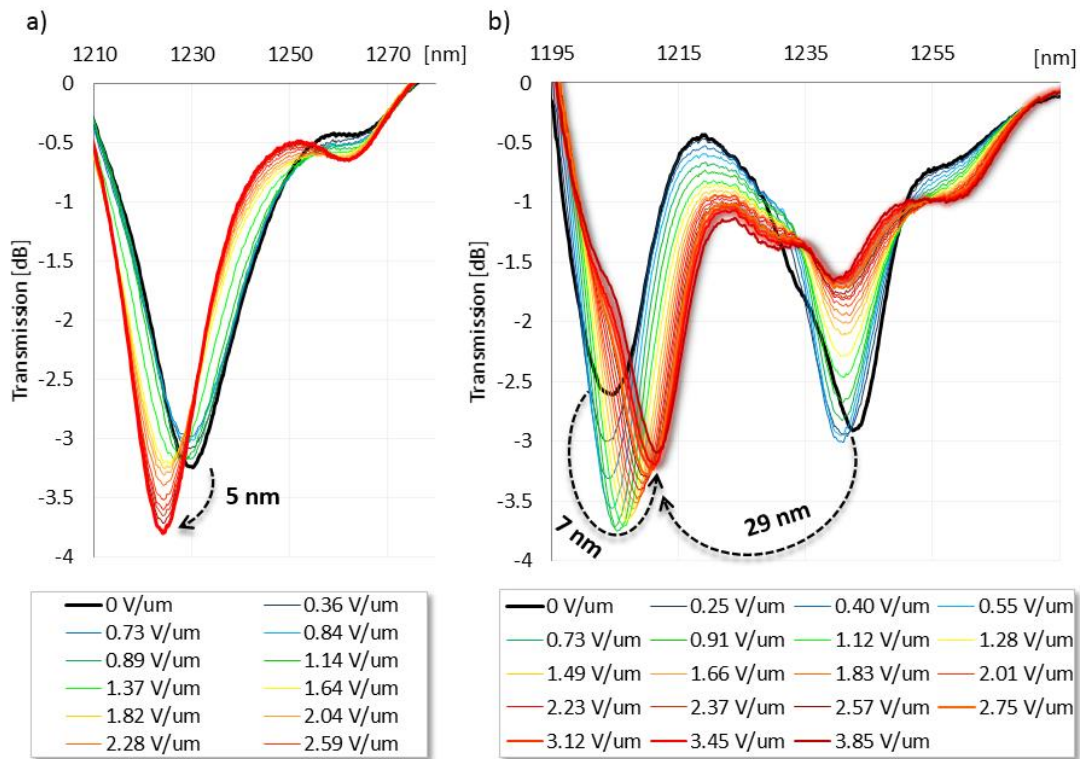 a)
1210 1230 1250 1270 [nm]
0
-0.5
-1
-1.5
-2
-2.5
-3
-3.5
-4
Transmission [dB]
5 nm
0 V/um 0.36 V/um
0.73 V/um 0.84 V/um
0.89 V/um 1.14 V/um
1.37 V/um 1.64 V/um
1.82 V/um 2.04 V/um
2.28 V/um 2.59 V/um
b)
1195 1215 1235 1255 [nm]
0
-0.5
-1
-1.5
-2
-2.5
-3
-3.5
-4
Transmission [dB]
7 nm
29 nm
0 V/um 0.25 V/um 0.40 V/um 0.55 V/um
0.73 V/um 0.91 V/um 1.12 V/um 1.28 V/um
1.49 V/um 1.66 V/um 1.83 V/um 2.01 V/um
2.23 V/um 2.37 V/um 2.57 V/um 2.75 V/um
3.12 V/um 3.45 V/um 3.85 V/um